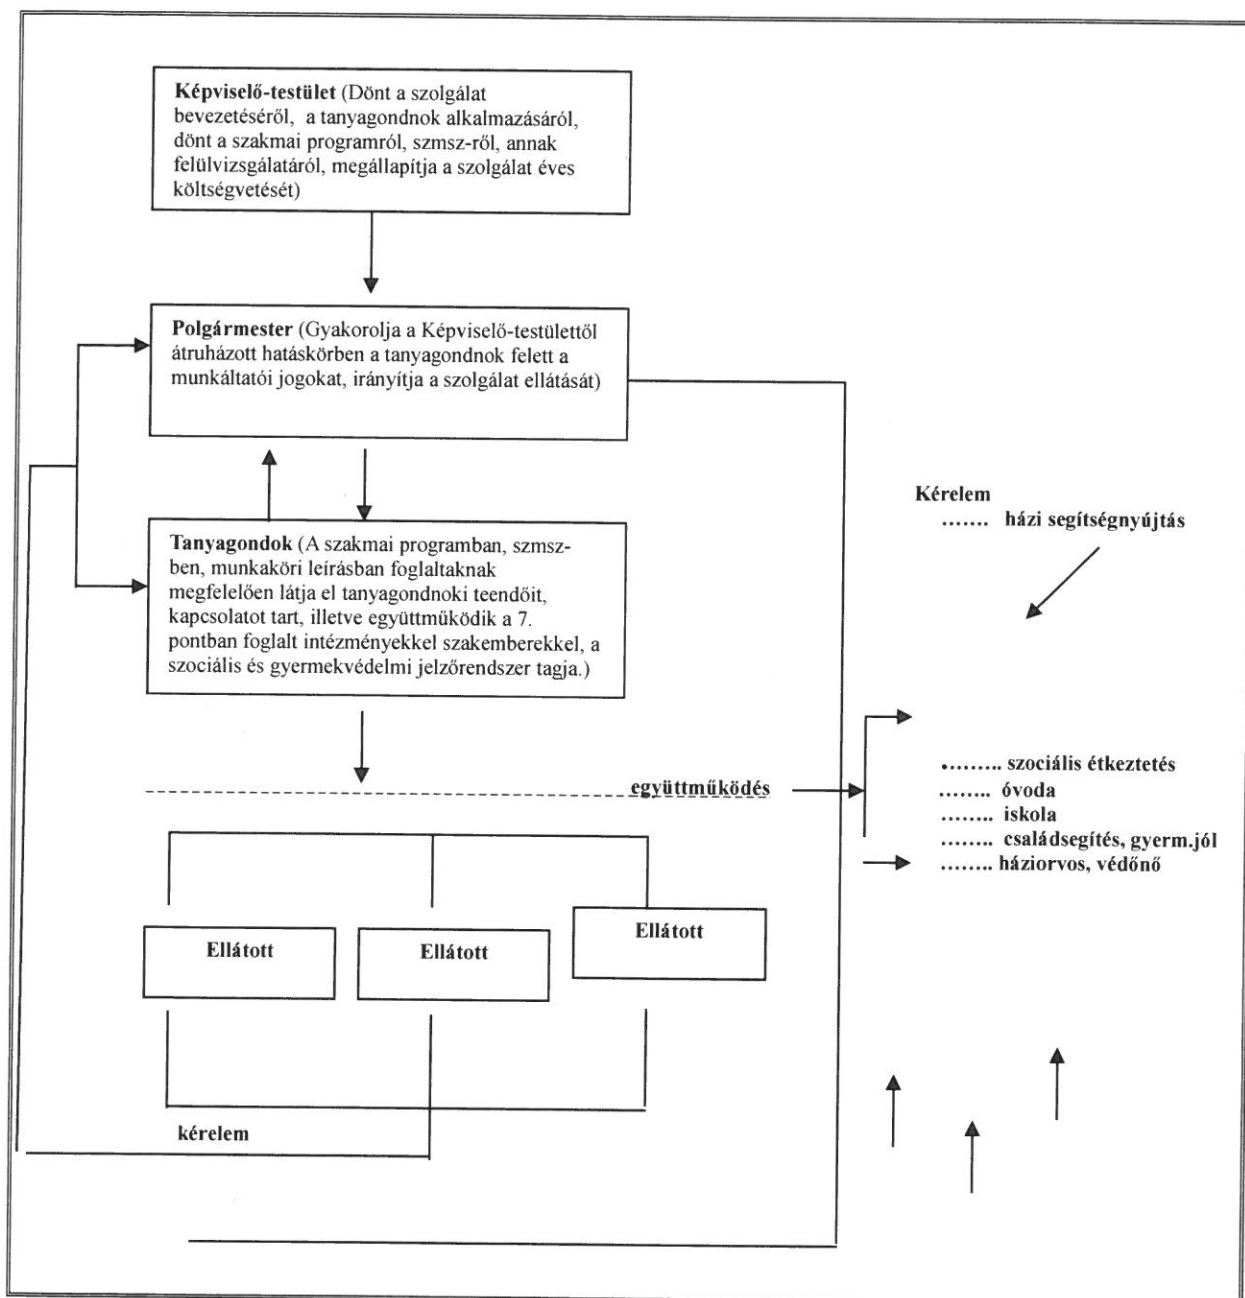 Képviselő-testület (Dönt a szolgálat
bevezetéséről, a tanyagondnok alkalmazásáról,
dönt a szakmai programról, szmsz-ről, annak
felülvizsgálatáról, megállapítja a szolgálat éves
költségvetését)
Polgármester (Gyakorolja a Képviselő-testülettől
átruházott hatáskörben a tanyagondnok felett a
munkáltatói jogokat, irányítja a szolgálat ellátását)
Tanyagondok (A szakmai programban, szmsz-
ben, munkaköri leírásban foglaltaknak
megfelelően látja el tanyagondnoki teendőit,
kapcsolatot tart, illetve együttműködik a 7.
pontban foglalt intézményekkel szakemberekkel, a
szociális és gyermekvédelmi jelzőrendszer tagja.)
Kérelem
....... házi segítségnyújtás
együttműködés
......... szociális étkeztetés
........ óvoda
........ iskola
........ családsegítés, gyerm.jól
........ háziorvos, védőnő
Ellátott
Ellátott
Ellátott
kérelem